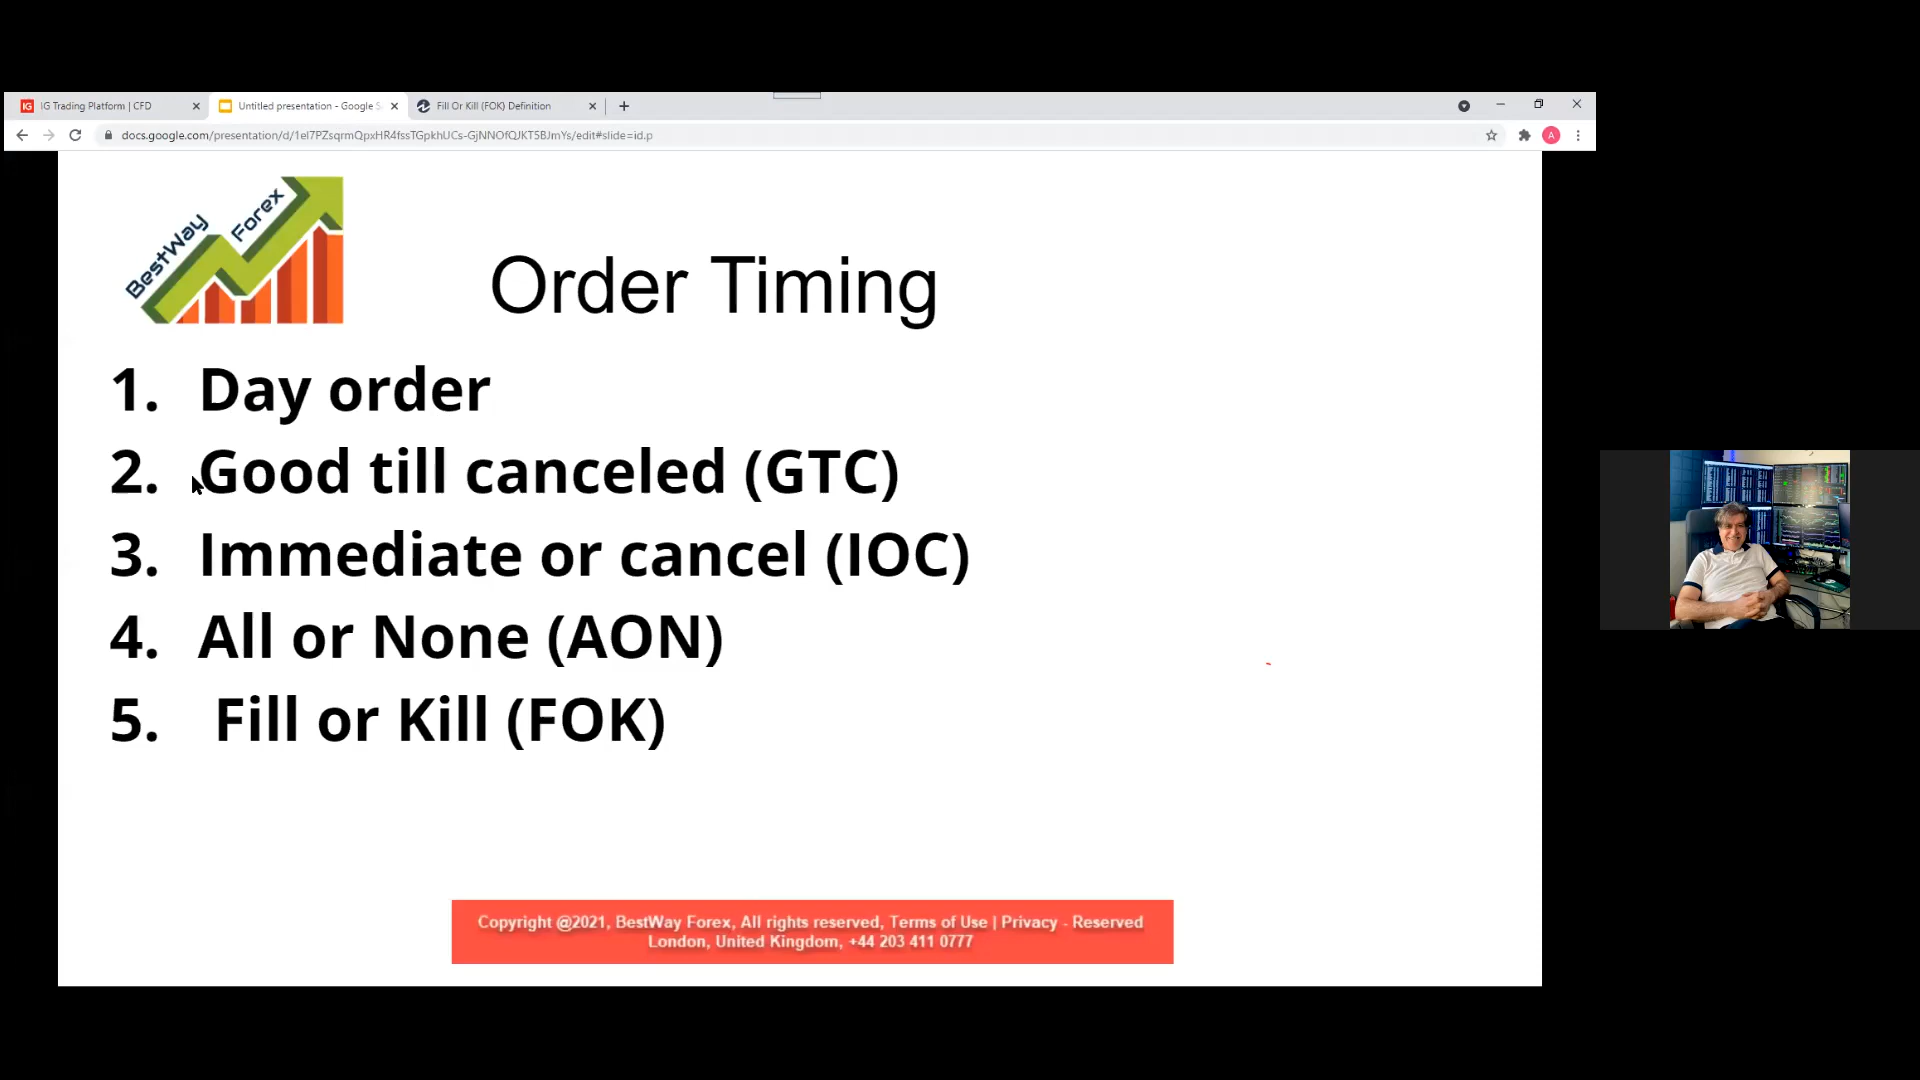 IG Trading Platform | CFD
Untitled presentation - Google S
Fill Or Kill (FOK) Definition
docs.google.com/presentation/d/1el7PZsqrmQpxHR4fssTGpkhUCs-GjNNOfQJKT5BJmYs/edit#slide=id.p
A
BestWay Forex
Order Timing
1. Day order
2. Good till canceled (GTC)
3. Immediate or cancel (IOC)
4. All or None (AON)
5. Fill or Kill (FOK)
Copyright @2021, BestWay Forex, All rights reserved, Terms of Use | Privacy - Reserved
London, United Kingdom, +44 203 411 0777